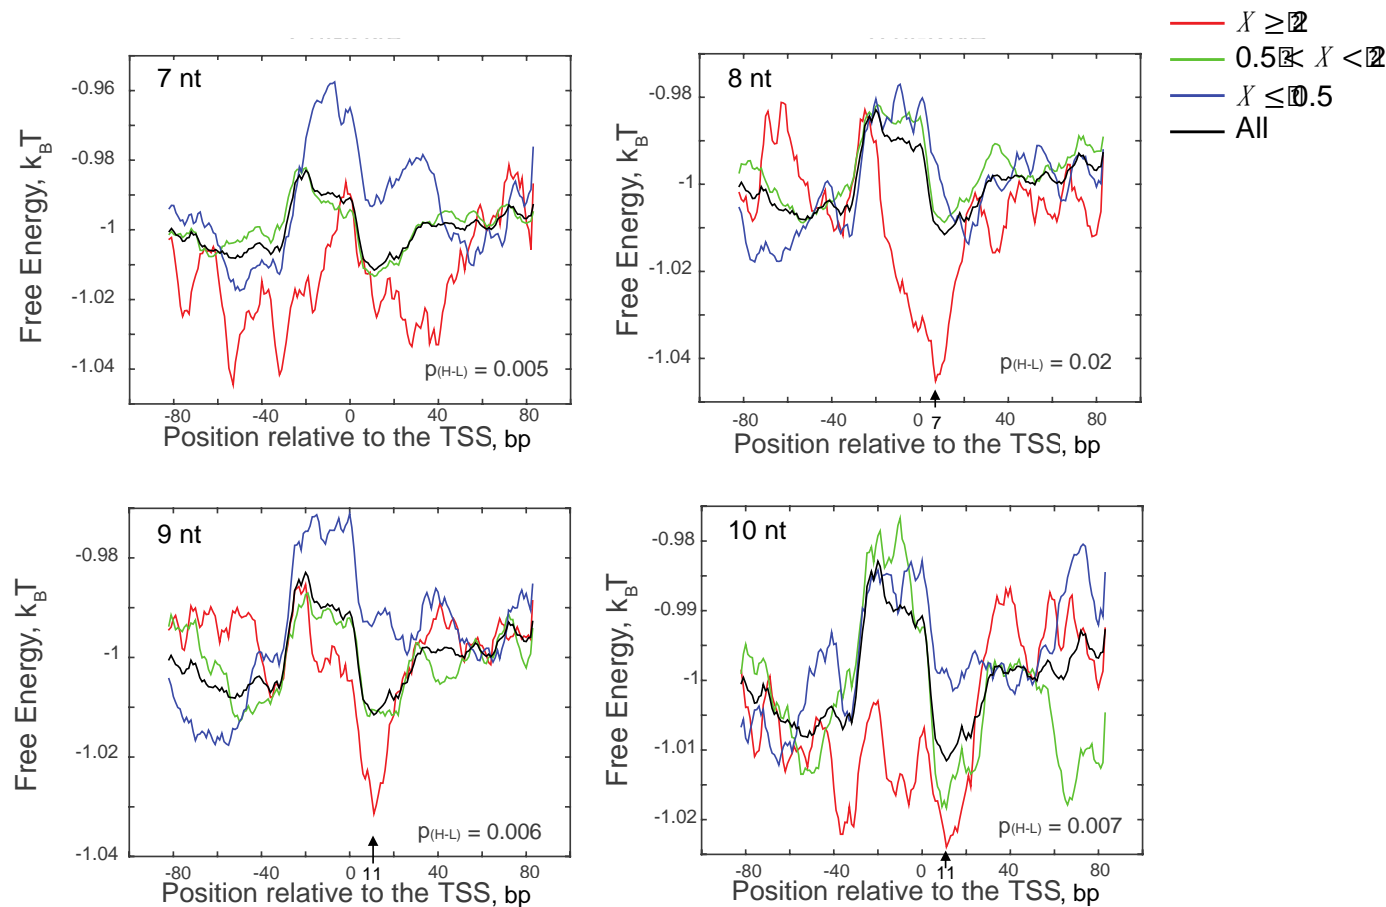 X ≥ 2
0.5 < X < 2
X ≤ 0.5
All
7 nt
-0.96
-0.98
-1
-1.02
-1.04
Free Energy, kBT
p(H-L) = 0.005
-80 -40 0 40 80
Position relative to the TSS, bp
8 nt
-0.98
-1
-1.02
-1.04
Free Energy, kBT
p(H-L) = 0.02
-80 -40 0 7 40 80
Position relative to the TSS, bp
9 nt
-0.98
-1
-1.02
-1.04
Free Energy, kBT
p(H-L) = 0.006
-80 -40 0 11 40 80
Position relative to the TSS, bp
10 nt
-0.98
-0.99
-1
-1.01
-1.02
Free Energy, kBT
p(H-L) = 0.007
-80 -40 0 11 40 80
Position relative to the TSS, bp